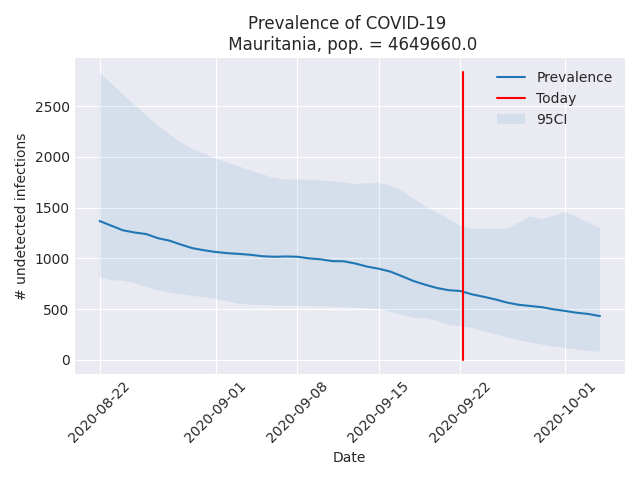 Prevalence of COVID-19
Mauritania, pop. = 4649660.0
Prevalence
Today
95CI
# undetected infections
2500
2000
1500
1000
500
0
2020-08-22
2020-09-01
2020-09-08
2020-09-15
2020-09-22
2020-10-01
Date